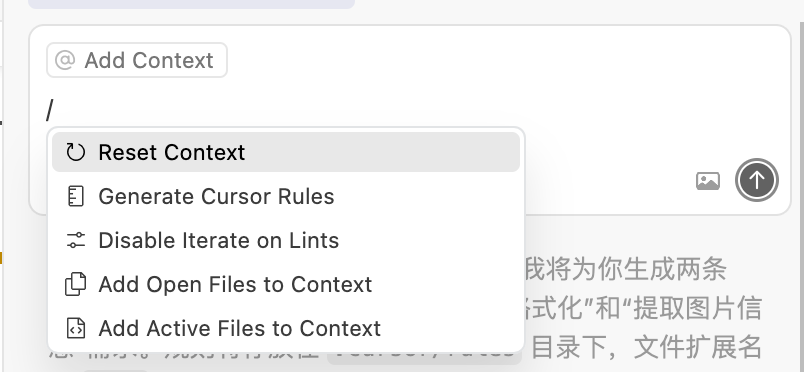 @ Add Context
/
Reset Context
Generate Cursor Rules
Disable Iterate on Lints
Add Open Files to Context
我将为你生成两条
Add Active Files to Context
式化”和“提取图片信
目录下，文件扩展名